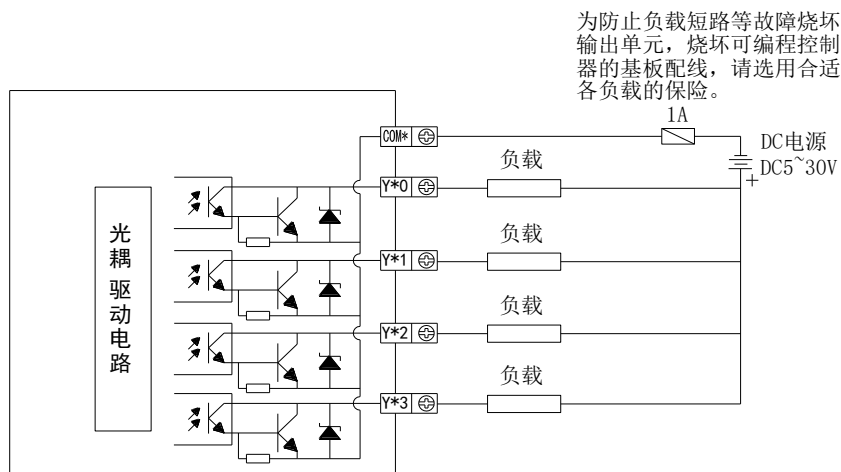 为防止负载短路等故障烧坏
输出单元，烧坏可编程控制
器的基板配线，请选用合适
各负载的保险。
1A
COM*
DC电源
DC5~30V
+
负载
Y*0
负载
Y*1
光耦 驱动电路
负载
Y*2
负载
Y*3